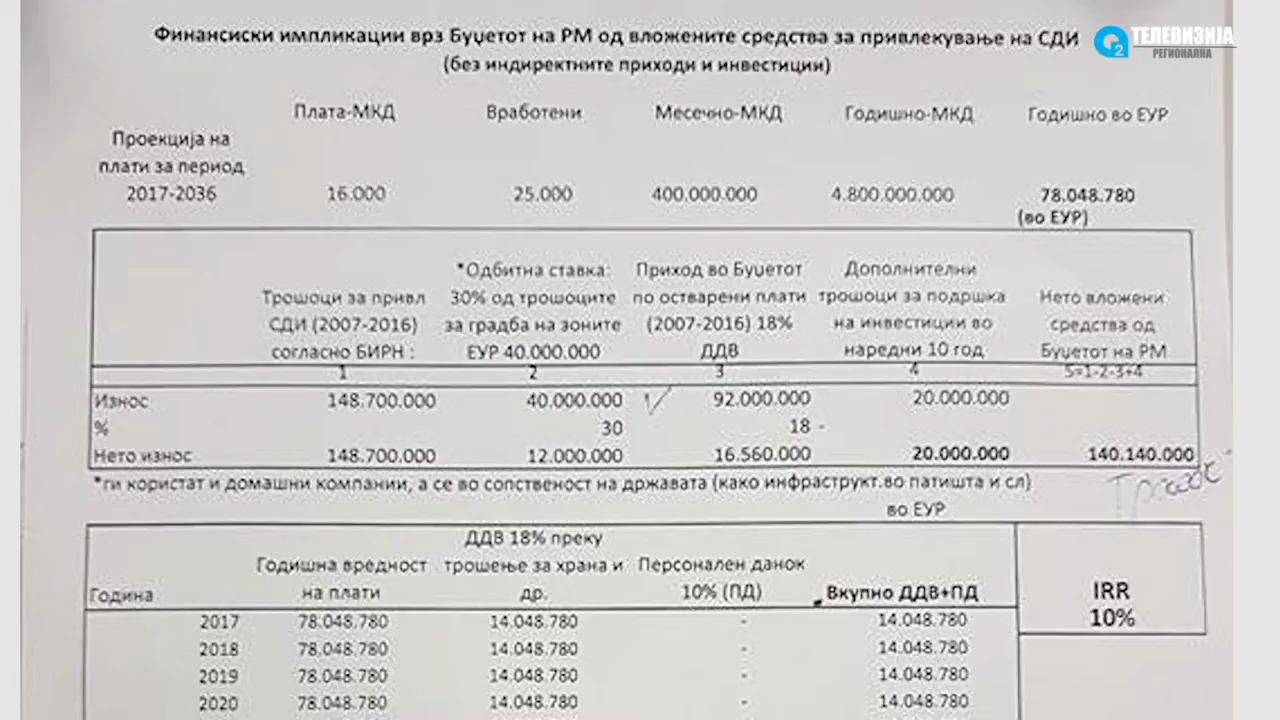 Финансиски импликации врз Буџетот на РМ од вложените средства за привлекување на СДИ
(без индиректните приходи и инвестиции)
O2 ТЕЛЕВИЗИЈА
РЕГИОНАЛНА
Плата-МКД Вработени Месечно-МКД Годишно-МКД Годишно во ЕУР
Проекција на
плати за период
2017-2036 16.000 25.000 400.000.000 4.800.000.000 78.048.780
(во ЕУР)
*Одбитна ставка: Приход во Буџетот Дополнителни
Трошоци за привл 30% од трошоците по остварени плати трошоци за подршка Нето вложени
СДИ (2007-2016) за градба на зоните (2007-2016) 18% на инвестиции во средства од
согласно БИРН : ЕУР 40.000.000 ДДВ наредни 10 год Буџетот на РМ
1 2 3 4 5=1-2-3+4
Износ 148.700.000 40.000.000 92.000.000 20.000.000
% 30 18 -
Нето износ 148.700.000 12.000.000 16.560.000 20.000.000 140.140.000
*ги користат и домашни компании, а се во сопственост на државата (како инфраструкт.во патишта и сл)
во ЕУР
ДДВ 18% преку
Годишна вредност трошење за храна и Персонален данок
Година на плати др. 10% (ПД) Вкупно ДДВ+ПД IRR
10%
2017 78.048.780 14.048.780 - 14.048.780
2018 78.048.780 14.048.780 - 14.048.780
2019 78.048.780 14.048.780 - 14.048.780
2020 78.048.780 14.048.780 - 14.048.780